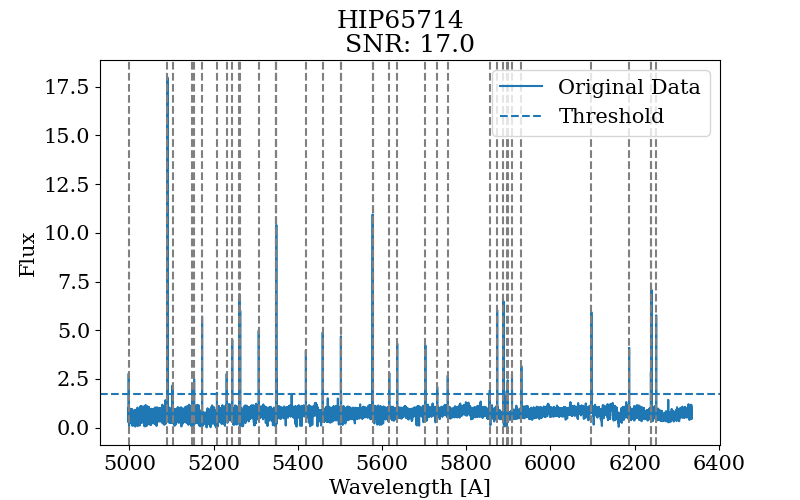 HIP65714
SNR: 17.0
Original Data
Threshold
Flux
17.5
15.0
12.5
10.0
7.5
5.0
2.5
0.0
5000 5200 5400 5600 5800 6000 6200 6400
Wavelength [A]